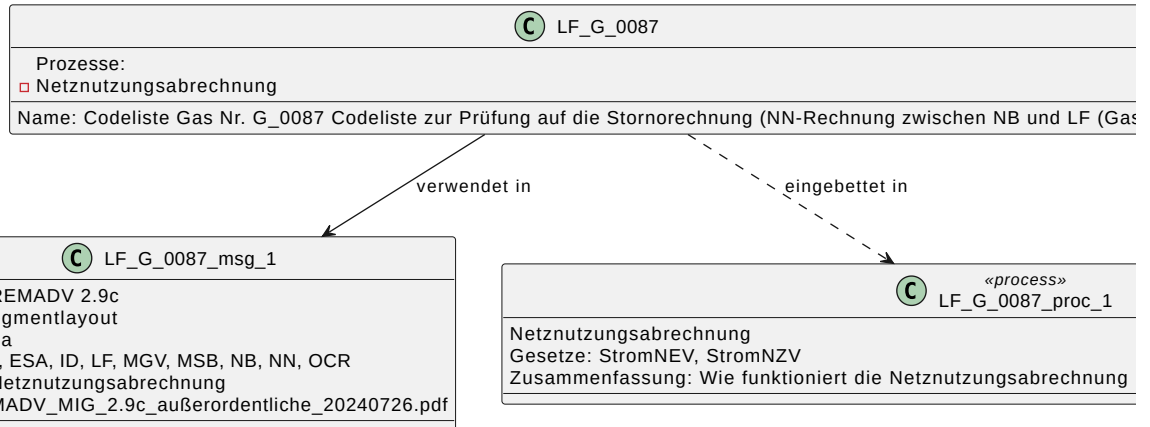 C LF_G_0087
Prozesse:
Netznutzungsabrechnung
Name: Codeliste Gas Nr. G_0087 Codeliste zur Prüfung auf die Stornorechnung (NN-Rechnung zwischen NB und LF (Gas
verwendet in
eingebettet in
C LF_G_0087_msg_1
REMADV 2.9c
gmentlayout
a
, ESA, ID, LF, MGV, MSB, NB, NN, OCR
Netznutzungsabrechnung
MADV_MIG_2.9c_außerordentliche_20240726.pdf
«process»
C LF_G_0087_proc_1
Netznutzungsabrechnung
Gesetze: StromNEV, StromNZV
Zusammenfassung: Wie funktioniert die Netznutzungsabrechnung